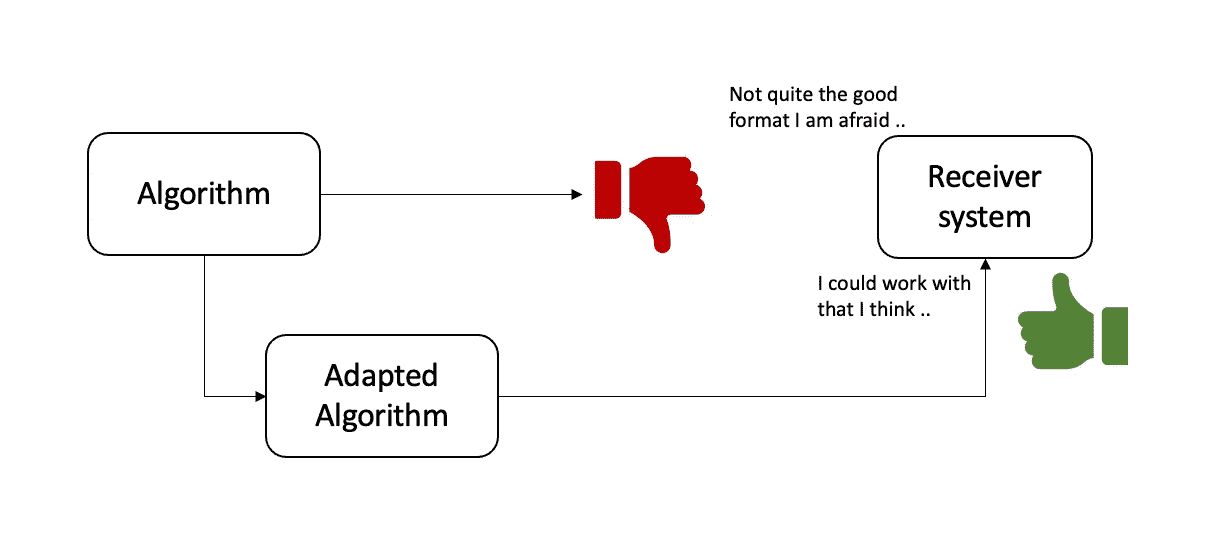 Not quite the good
format I am afraid ..
Algorithm
Receiver
system
I could work with
that I think ..
Adapted
Algorithm